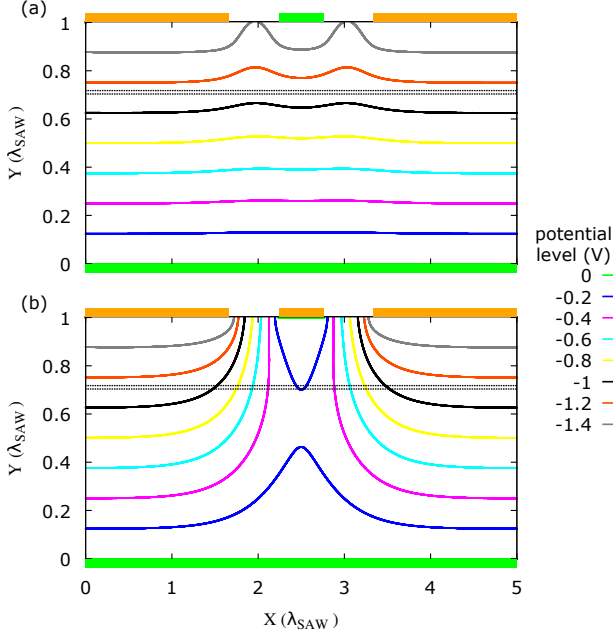 (a)
1
0.8
0.6
0.4
0.2
0
Y (λSAW)
(b)
1
0.8
0.6
0.4
0.2
0
Y (λSAW)
0 1 2 3 4 5
X (λSAW)
potential
level (V)
0
-0.2
-0.4
-0.6
-0.8
-1
-1.2
-1.4